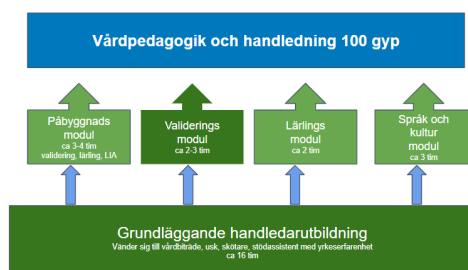 Vårdpedagogik och handledning 100 gyp
Påbyggnads
modul
ca 3-4 tim
validering, lärling, LIA
Validerings
modul
ca 2-3 tim
Lärlings
modul
ca 2 tim
Språk och
kultur
modul
ca 3 tim
Grundläggande handledarutbildning
Vänder sig till vårdbiträde, usk, skötare, stödassistent med yrkeserfarenhet
ca 16 tim